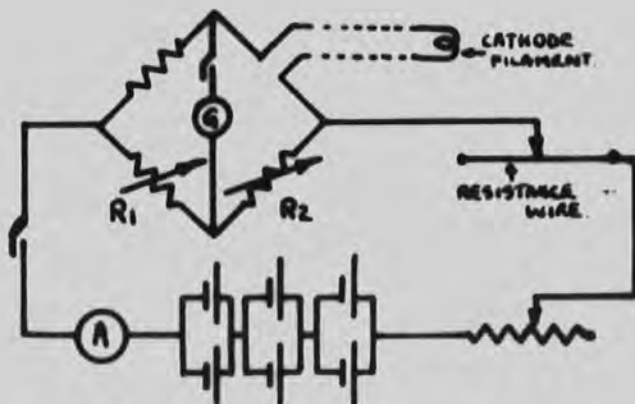 CATHODE
FILAMENT.
G
R1
R2
RESISTANCE
WIRE.
A